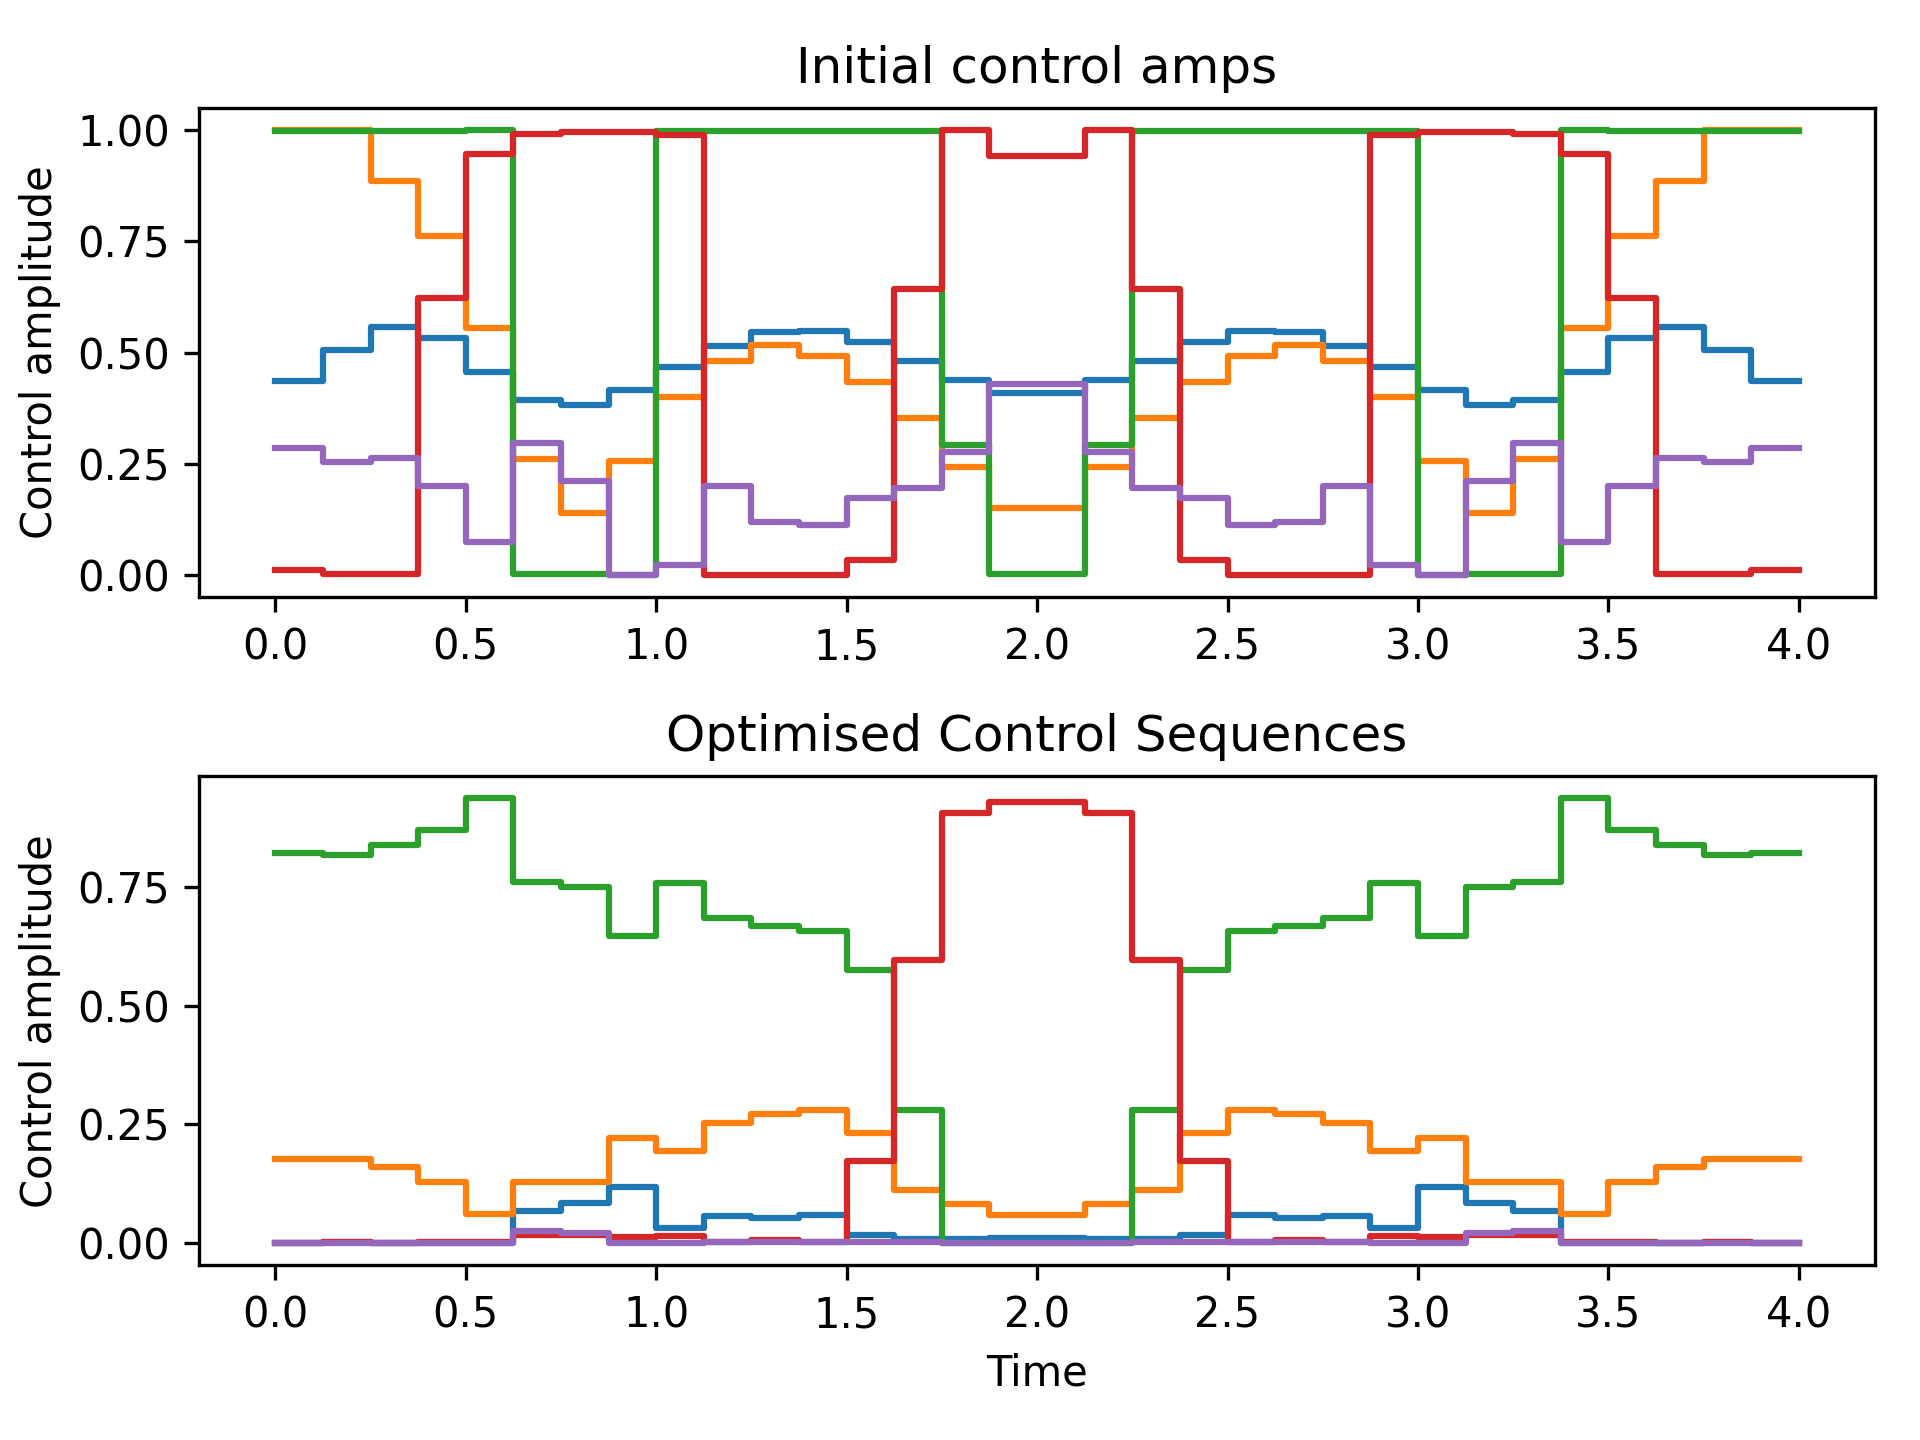 Initial control amps
Control amplitude
1.00
0.75
0.50
0.25
0.00
0.0 0.5 1.0 1.5 2.0 2.5 3.0 3.5 4.0
Optimised Control Sequences
Control amplitude
0.75
0.50
0.25
0.00
0.0 0.5 1.0 1.5 2.0 2.5 3.0 3.5 4.0
Time